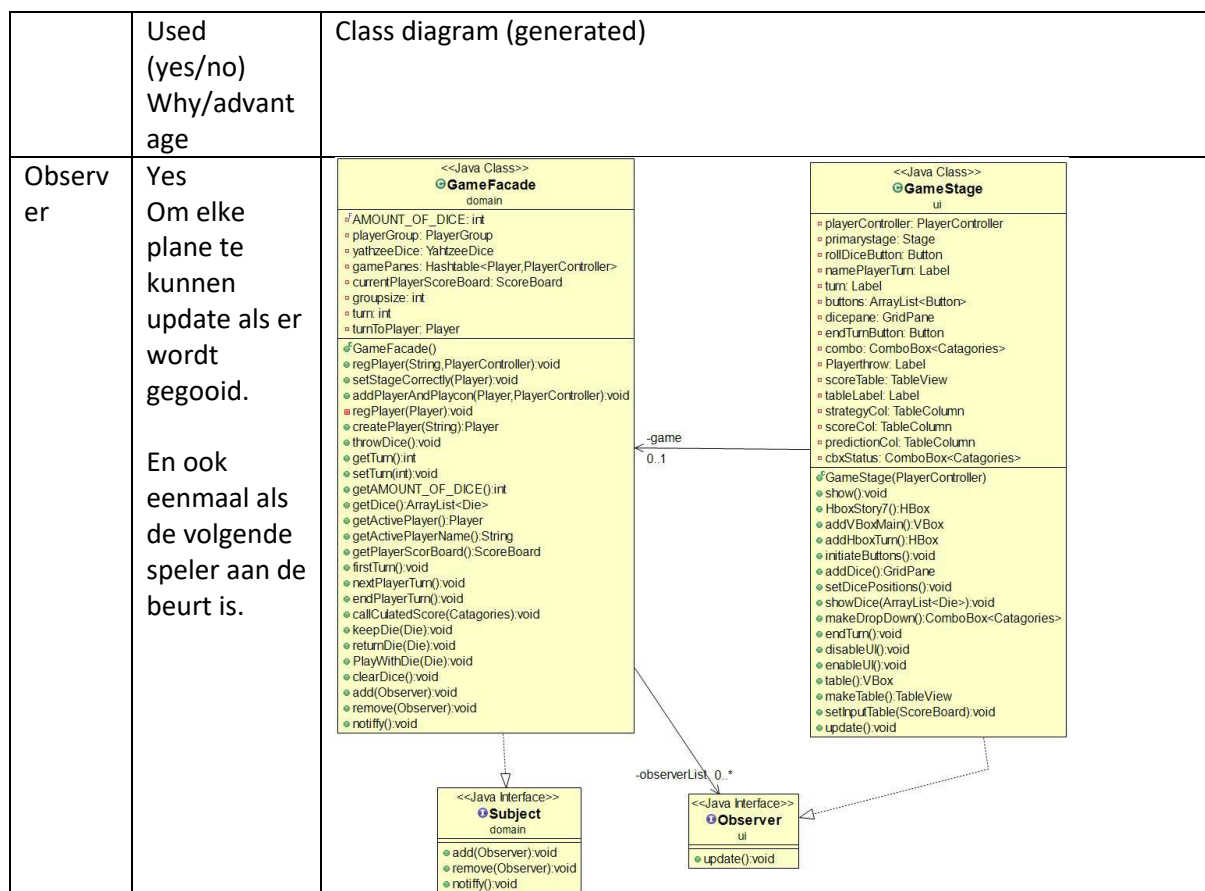 Used
(yes/no)
Why/advant
age
Class diagram (generated)
Observ
er
Yes
Om elke
plane te
kunnen
update als er
wordt
gegooid.
En ook
eenmaal als
de volgende
speler aan de
beurt is.
<<Java Class>>
GameFacade
domain
AMOUNT_OF_DICE: int
playerGroup: PlayerGroup
yathzeeDice: YahtzeeDice
gamePanes: Hashtable<Player,PlayerController>
currentPlayerScoreBoard: ScoreBoard
groupsize: int
turn: int
turnToPlayer: Player
GameFacade()
regPlayer(String,PlayerController):void
setStageCorrectly(Player):void
addPlayerAndPlaycon(Player,PlayerController):void
regPlayer(Player):void
createPlayer(String):Player
throwDice():void
getTurn():int
setTurn(int):void
getAMOUNT_OF_DICE():int
getDice():ArrayList<Die>
getActivePlayer():Player
getActivePlayerName():String
getPlayerScorBoard():ScoreBoard
firstTurn():void
nextPlayerTurn():void
endPlayerTurn():void
callCulatedScore(Catagories):void
keepDie(Die):void
returnDie(Die):void
PlayWithDie(Die):void
clearDice():void
add(Observer):void
remove(Observer):void
notiffy():void
-game
0..1
<<Java Class>>
GameStage
ui
playerController: PlayerController
primarystage: Stage
rollDiceButton: Button
namePlayerTurn: Label
turn: Label
buttons: ArrayList<Button>
dicepane: GridPane
endTurnButton: Button
combo: ComboBox<Catagories>
Playerthrow: Label
scoreTable: TableView
tableLabel: Label
strategyCol: TableColumn
scoreCol: TableColumn
predictionCol: TableColumn
cbxStatus: ComboBox<Catagories>
GameStage(PlayerController)
show():void
HboxStory7():HBox
addVBoxMain():VBox
addHboxTurn():HBox
initiateButtons():void
addDice():GridPane
setDicePositions():void
showDice(ArrayList<Die>):void
makeDropDown():ComboBox<Catagories>
endTurn():void
disableUI():void
enableUI():void
table():VBox
makeTable():TableView
setInputTable(ScoreBoard):void
update():void
-observerList 0..*
<<Java Interface>>
Subject
domain
add(Observer):void
remove(Observer):void
notiffy():void
<<Java Interface>>
Observer
ui
update():void